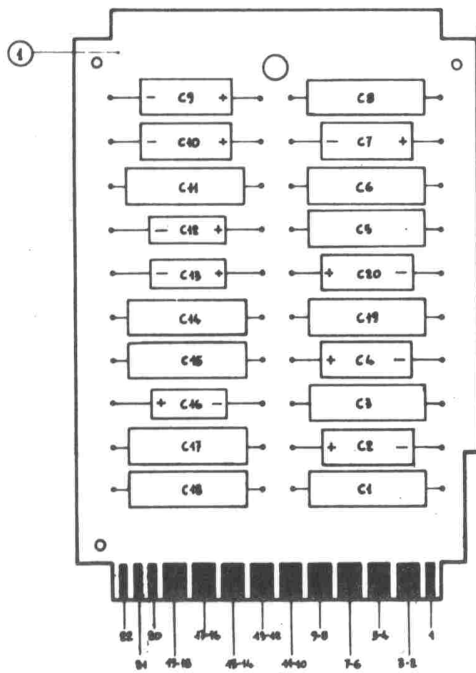 1
- C9 + C8
- C10 + - C7 +
C11 C6
- C12 + C5
- C13 + + C20 -
C14 C19
C15 + C4 -
+ C16 - C3
C17 + C2 -
C18 C1
22 20 19-18 17-16 15-14 13-12 11-10 9-8 7-6 5-4 3-2 1
21